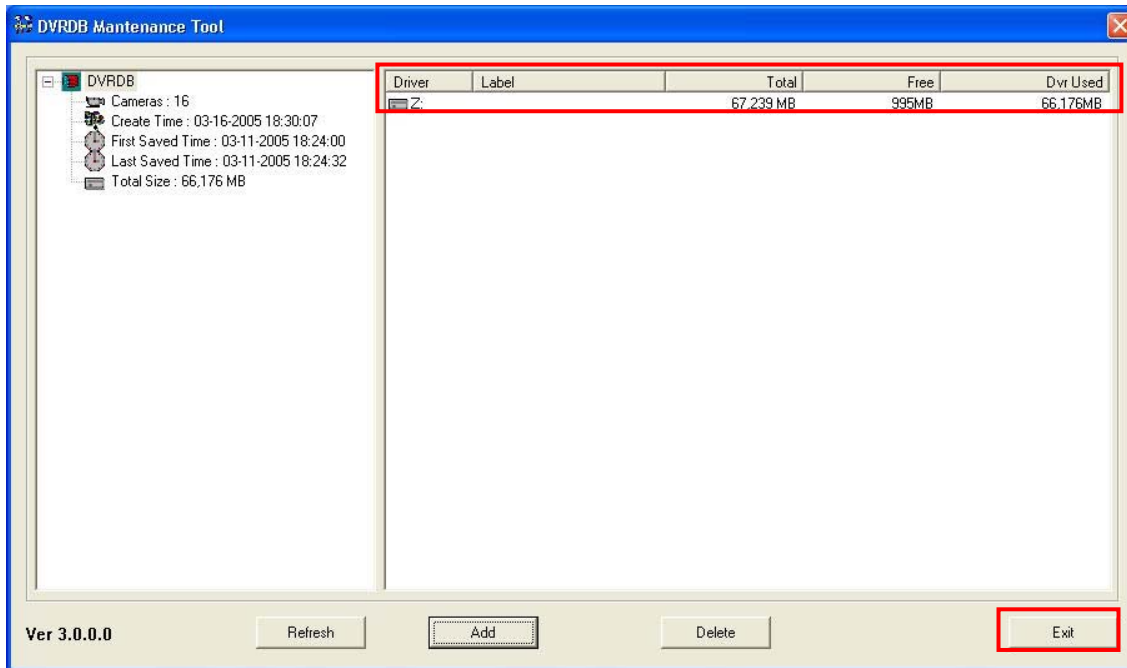 DVRDB Mantenance Tool
DVRDB
Cameras : 16
Create Time : 03-16-2005 18:30:07
First Saved Time : 03-11-2005 18:24:00
Last Saved Time : 03-11-2005 18:24:32
Total Size : 66,176 MB
Driver Label Total Free Dvr Used
Z: 67,239 MB 995MB 66,176MB
Ver 3.0.0.0 Refresh Add Delete Exit